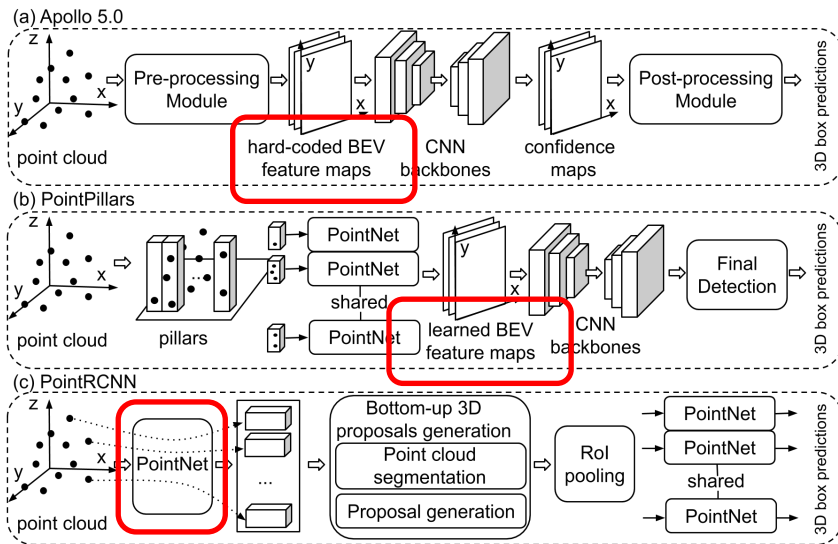 (a) Apollo 5.0
z
y
x
point cloud
Pre-processing
Module
y
x
hard-coded BEV
feature maps
CNN
backbones
y
x
confidence
maps
Post-processing
Module
3D box predictions
(b) PointPillars
z
y
x
point cloud
...
pillars
PointNet
PointNet
shared
PointNet
y
x
learned BEV
feature maps
CNN
backbones
Final
Detection
3D box predictions
(c) PointRCNN
z
y
x
point cloud
PointNet
...
Bottom-up 3D
proposals generation
Point cloud
segmentation
Proposal generation
RoI
pooling
PointNet
PointNet
shared
PointNet
3D box predictions